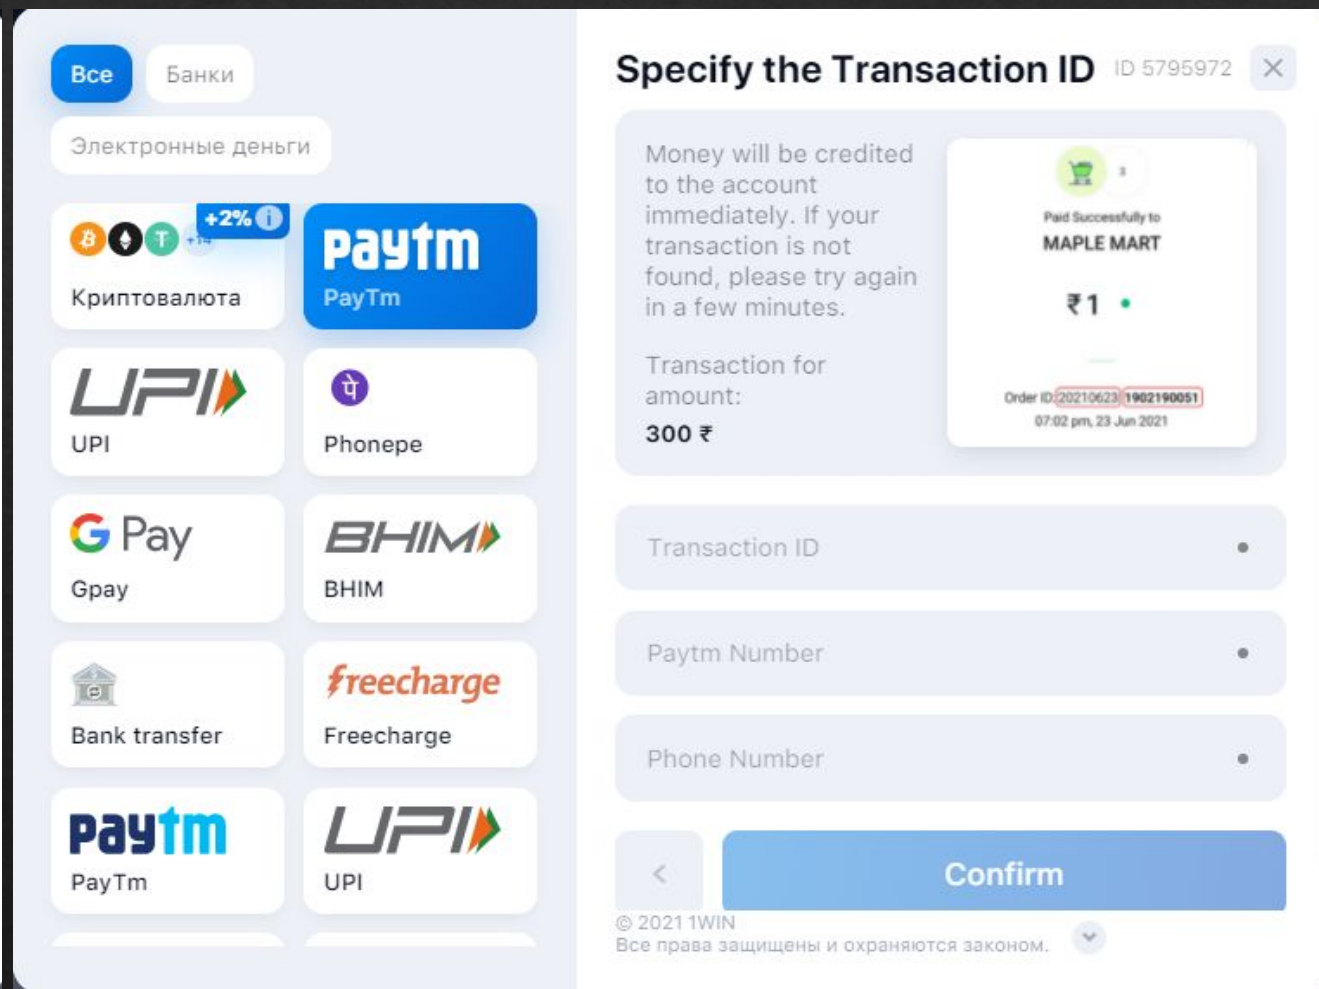 Все
Банки
Электронные деньги
+2% i
+14
Криптовалюта
paytm
PayTm
UPI
UPI
पे
Phonepe
G Pay
Gpay
BHIM
BHIM
Bank transfer
freecharge
Freecharge
paytm
PayTm
UPI
UPI
Specify the Transaction ID
ID 5795972
Money will be credited
to the account
immediately. If your
transaction is not
found, please try again
in a few minutes.
Transaction for
amount:
300 ₹
Paid Successfully to
MAPLE MART
₹1
Order ID:20210623 1902190051
07:02 pm, 23 Jun 2021
Transaction ID
Paytm Number
Phone Number
<
Confirm
© 2021 1WIN
Все права защищены и охраняются законом.